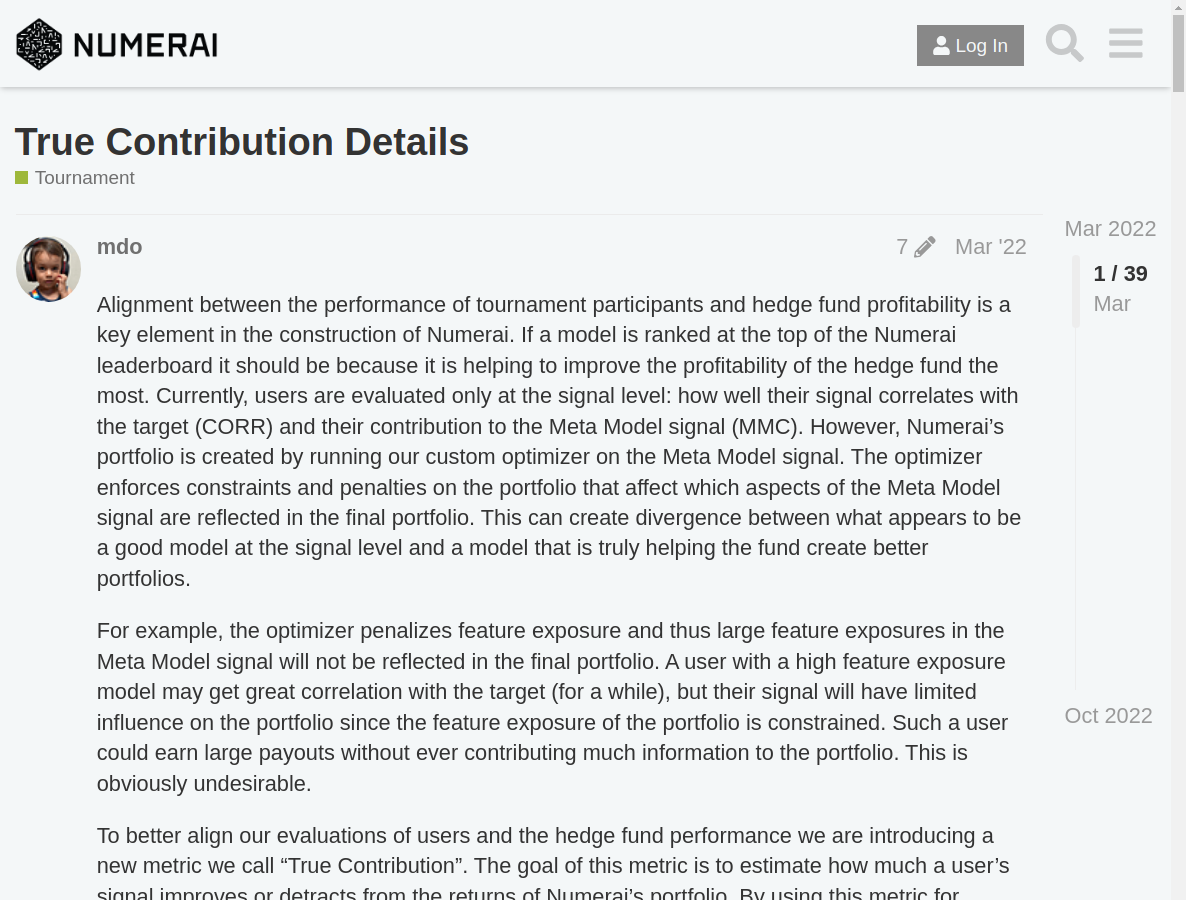 NUMERAI
Log In
True Contribution Details
Tournament
mdo
7
Mar '22
Mar 2022
1 / 39
Mar
Oct 2022
Alignment between the performance of tournament participants and hedge fund profitability is a
key element in the construction of Numerai. If a model is ranked at the top of the Numerai
leaderboard it should be because it is helping to improve the profitability of the hedge fund the
most. Currently, users are evaluated only at the signal level: how well their signal correlates with
the target (CORR) and their contribution to the Meta Model signal (MMC). However, Numerai’s
portfolio is created by running our custom optimizer on the Meta Model signal. The optimizer
enforces constraints and penalties on the portfolio that affect which aspects of the Meta Model
signal are reflected in the final portfolio. This can create divergence between what appears to be
a good model at the signal level and a model that is truly helping the fund create better
portfolios.
For example, the optimizer penalizes feature exposure and thus large feature exposures in the
Meta Model signal will not be reflected in the final portfolio. A user with a high feature exposure
model may get great correlation with the target (for a while), but their signal will have limited
influence on the portfolio since the feature exposure of the portfolio is constrained. Such a user
could earn large payouts without ever contributing much information to the portfolio. This is
obviously undesirable.
To better align our evaluations of users and the hedge fund performance we are introducing a
new metric we call “True Contribution”. The goal of this metric is to estimate how much a user’s
signal improves or detracts from the returns of Numerai’s portfolio. By using this metric for